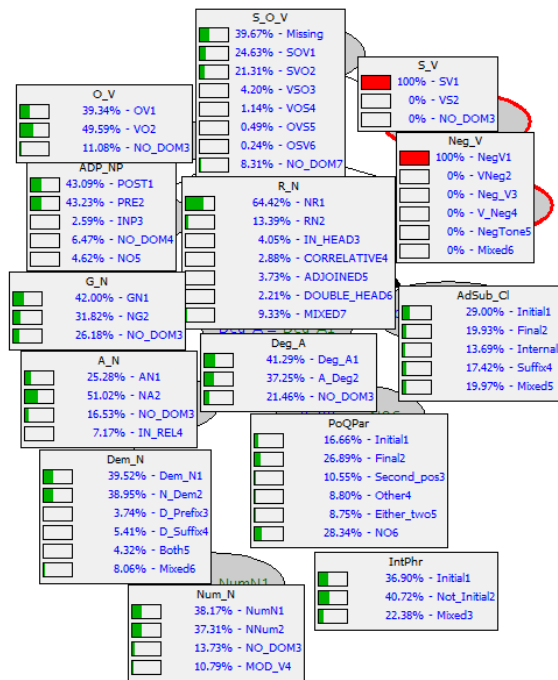 S_O_V
39.67% - Missing
24.63% - SOV1
21.31% - SVO2
4.20% - VSO3
1.14% - VOS4
0.49% - OVS5
0.24% - OSV6
8.31% - NO_DOM7
S_V
100% - SV1
0% - VS2
0% - NO_DOM3
O_V
39.34% - OV1
49.59% - VO2
11.08% - NO_DOM3
Neg_V
100% - NegV1
0% - VNeg2
0% - Neg_V3
0% - V_Neg4
0% - NegTone5
0% - Mixed6
ADP_NP
43.09% - POST1
43.23% - PRE2
2.59% - INP3
6.47% - NO_DOM4
4.62% - NO5
R_N
64.42% - NR1
13.39% - RN2
4.05% - IN_HEAD3
2.88% - CORRELATIVE4
3.73% - ADJOINED5
2.21% - DOUBLE_HEAD6
9.33% - MIXED7
G_N
42.00% - GN1
31.82% - NG2
26.18% - NO_DOM3
AdSub_Cl
29.00% - Initial1
19.93% - Final2
13.69% - Internal
17.42% - Suffix4
19.97% - Mixed5
Deg_A
41.29% - Deg_A1
37.25% - A_Deg2
21.46% - NO_DOM3
A_N
25.28% - AN1
51.02% - NA2
16.53% - NO_DOM3
7.17% - IN_REL4
PoQPar
16.66% - Initial1
26.89% - Final2
10.55% - Second_pos3
8.80% - Other4
8.75% - Either_two5
28.34% - NO6
Dem_N
39.52% - Dem_N1
38.95% - N_Dem2
3.74% - D_Prefix3
5.41% - D_Suffix4
4.32% - Both5
8.06% - Mixed6
IntPhr
36.90% - Initial1
40.72% - Not_Initial2
22.38% - Mixed3
NumN1
Num_N
38.17% - NumN1
37.31% - NNum2
13.73% - NO_DOM3
10.79% - MOD_V4